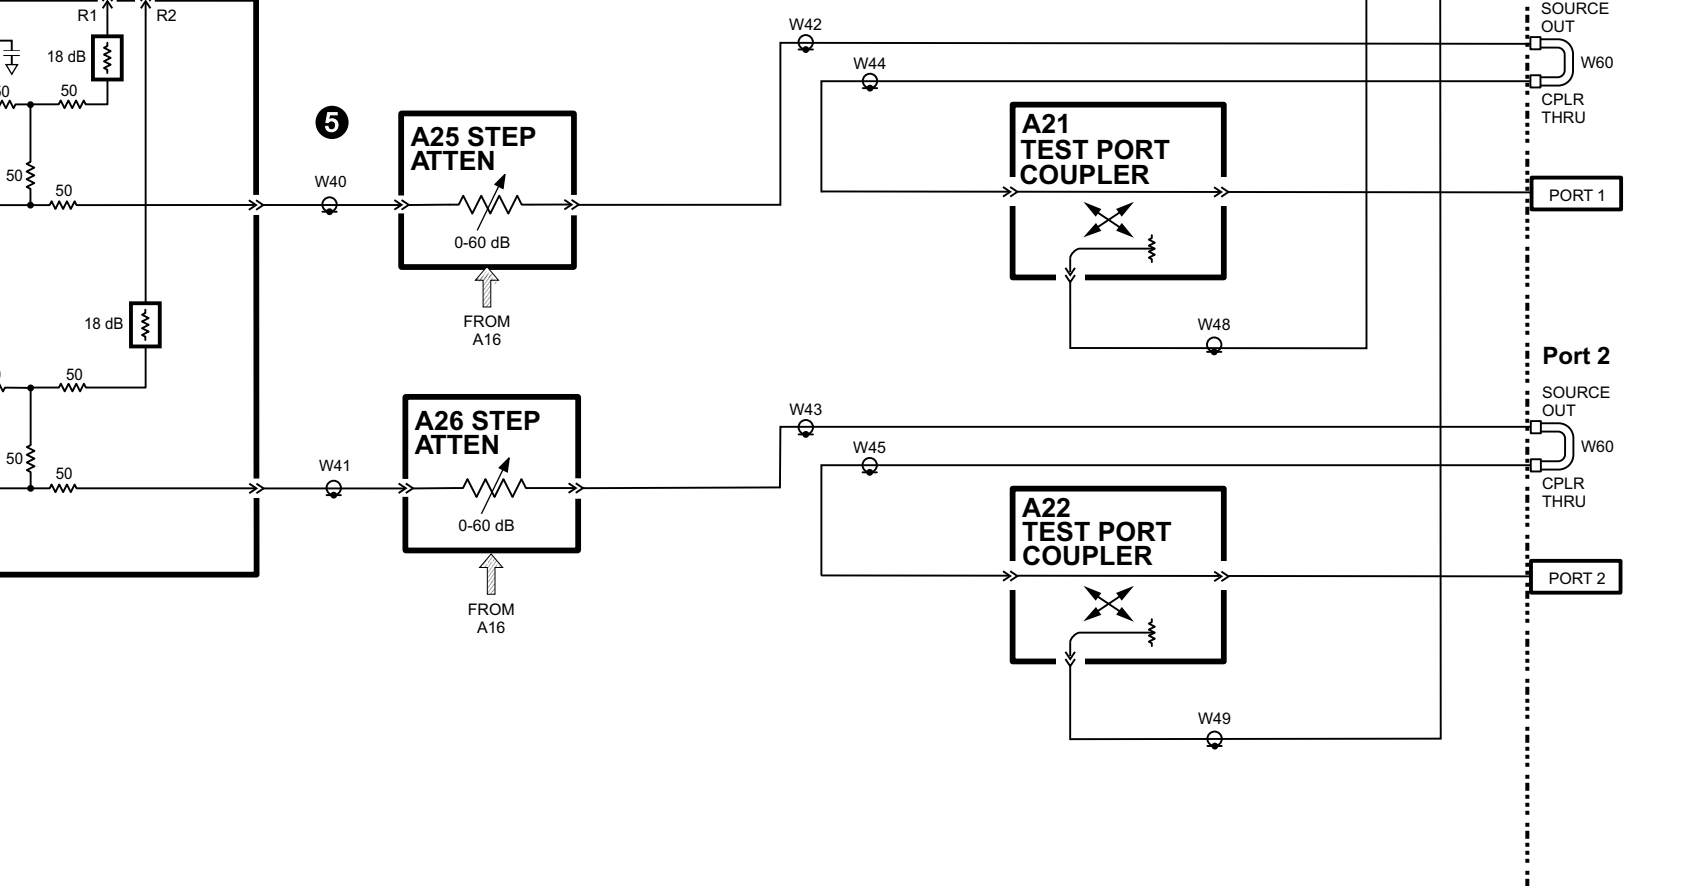 R1
R2
18 dB
50
50
50
5
W40
A25 STEP
ATTEN
0-60 dB
FROM
A16
W42
W44
A21
TEST PORT
COUPLER
W48
SOURCE
OUT
W60
CPLR
THRU
PORT 1
18 dB
50
50
50
W41
A26 STEP
ATTEN
0-60 dB
FROM
A16
W43
W45
A22
TEST PORT
COUPLER
W49
Port 2
SOURCE
OUT
W60
CPLR
THRU
PORT 2